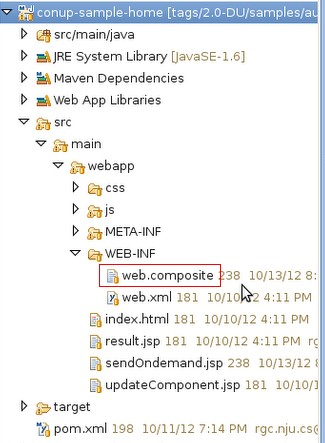 conup-sample-home [tags/2.0-DU/samples/au
src/main/java
JRE System Library [JavaSE-1.6]
Maven Dependencies
Web App Libraries
src
main
webapp
css
js
META-INF
WEB-INF
web.composite 238 10/13/12 8:
web.xml 181 10/10/12 4:11 PM
index.html 181 10/10/12 4:11 PM
result.jsp 181 10/10/12 4:11 PM rg
sendOndemand.jsp 238 10/13/12 8
updateComponent.jsp 181 10/10/1
target
pom.xml 198 10/11/12 7:14 PM rgc.nju.cs@